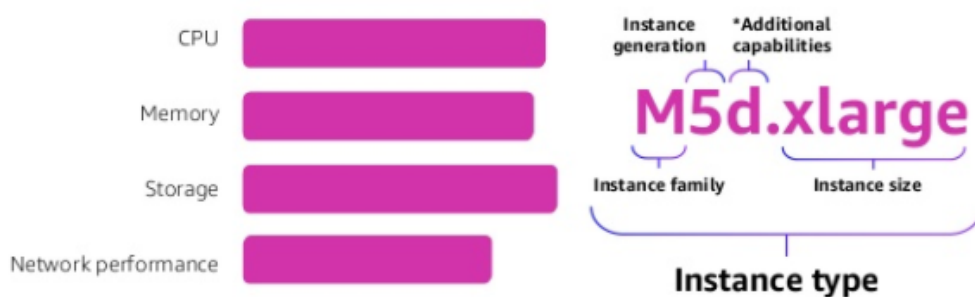 CPU
Memory
Storage
Network performance
Instance
generation
*Additional
capabilities
M5d.xlarge
Instance family
Instance size
Instance type